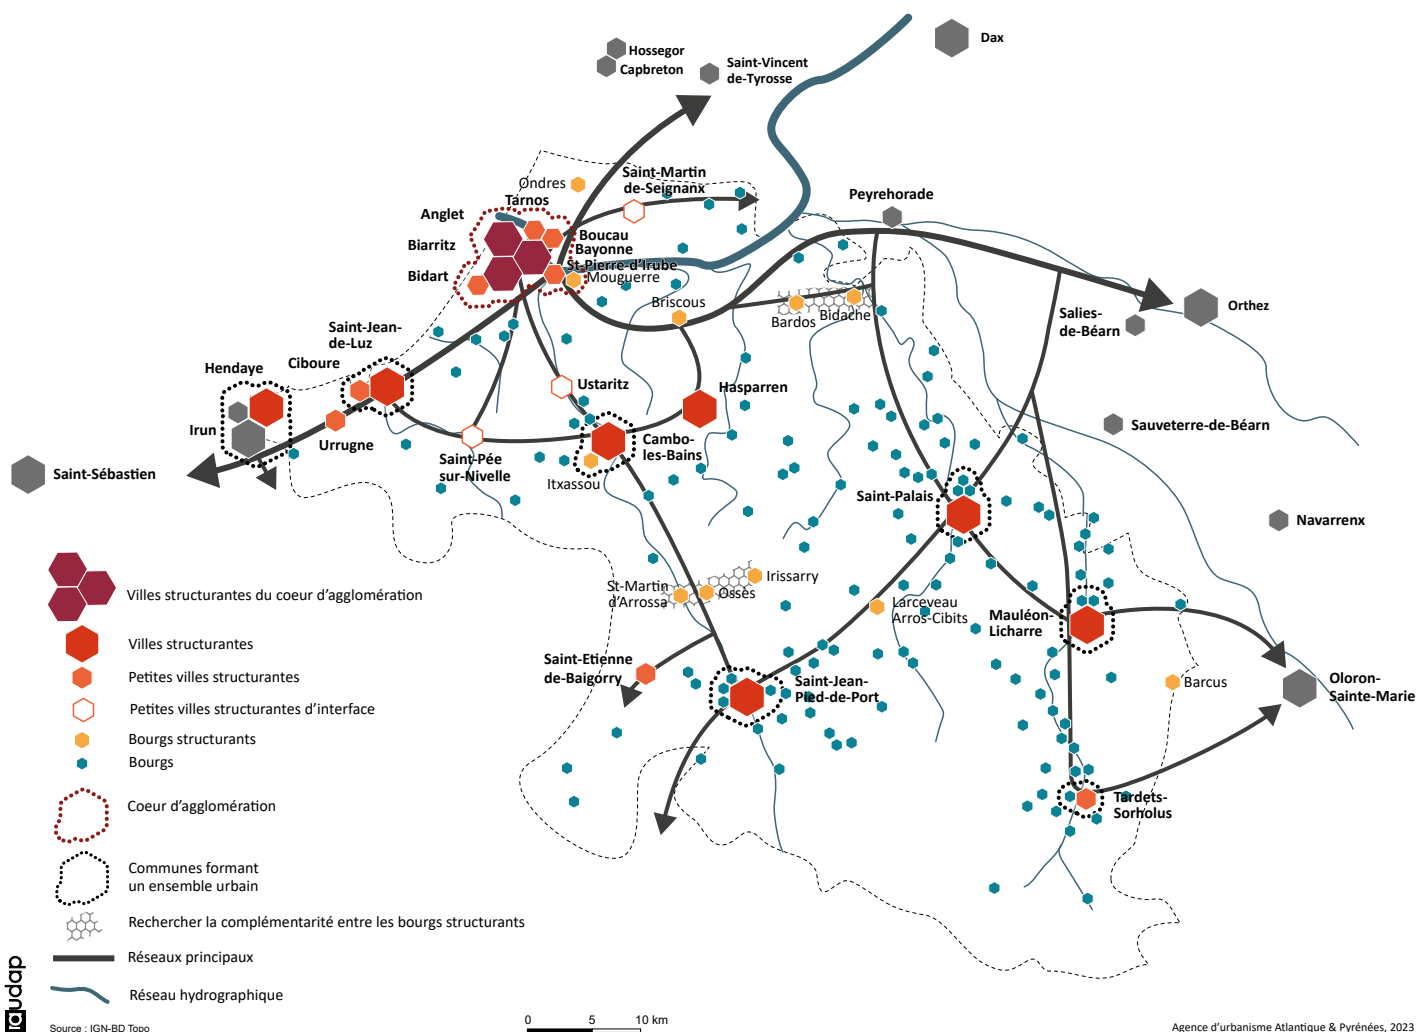 Dax
Hossegor
Capbreton
Saint-Vincent
de-Tyrosse
Saint-Martin
de-Seignanx
Ondres
Tarnos
Anglet
Biarritz
Bidart
Boucau
Bayonne
St-Pierre-d'Irube
Mouguerre
Peyrehorade
Briscous
Bardos
Bidache
Orthez
Salies-
de-Béarn
Saint-Jean-
de-Luz
Ciboure
Hendaye
Irun
Urrugne
Saint-Sébastien
Ustaritz
Hasparren
Cambo-
les-Bains
Saint-Pée
sur-Nivelle
Itxassou
Sauveterre-de-Béarn
Saint-Palais
Navarrenx
St-Martin
d'Arrossa
Osses
Irissarry
Larceveau
Arros-Cibits
Mauléon-
Licharre
Saint-Etienne
de-Baigorry
Saint-Jean-
Pied-de-Port
Barcus
Oloron-
Sainte-Marie
Tardets-
Sorholus
Villes structurantes du coeur d'agglomération
Villes structurantes
Petites villes structurantes
Petites villes structurantes d'interface
Bourgs structurants
Bourgs
Coeur d'agglomération
Communes formant
un ensemble urbain
Rechercher la complémentarité entre les bourgs structurants
Réseaux principaux
Réseau hydrographique
audap
Source : IGN-BD Topo
0 5 10 km
Agence d'urbanisme Atlantique & Pyrénées, 2023